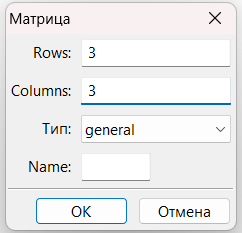 Матрица
Rows: 3
Columns: 3
Тип: general
Name:
OK Отмена